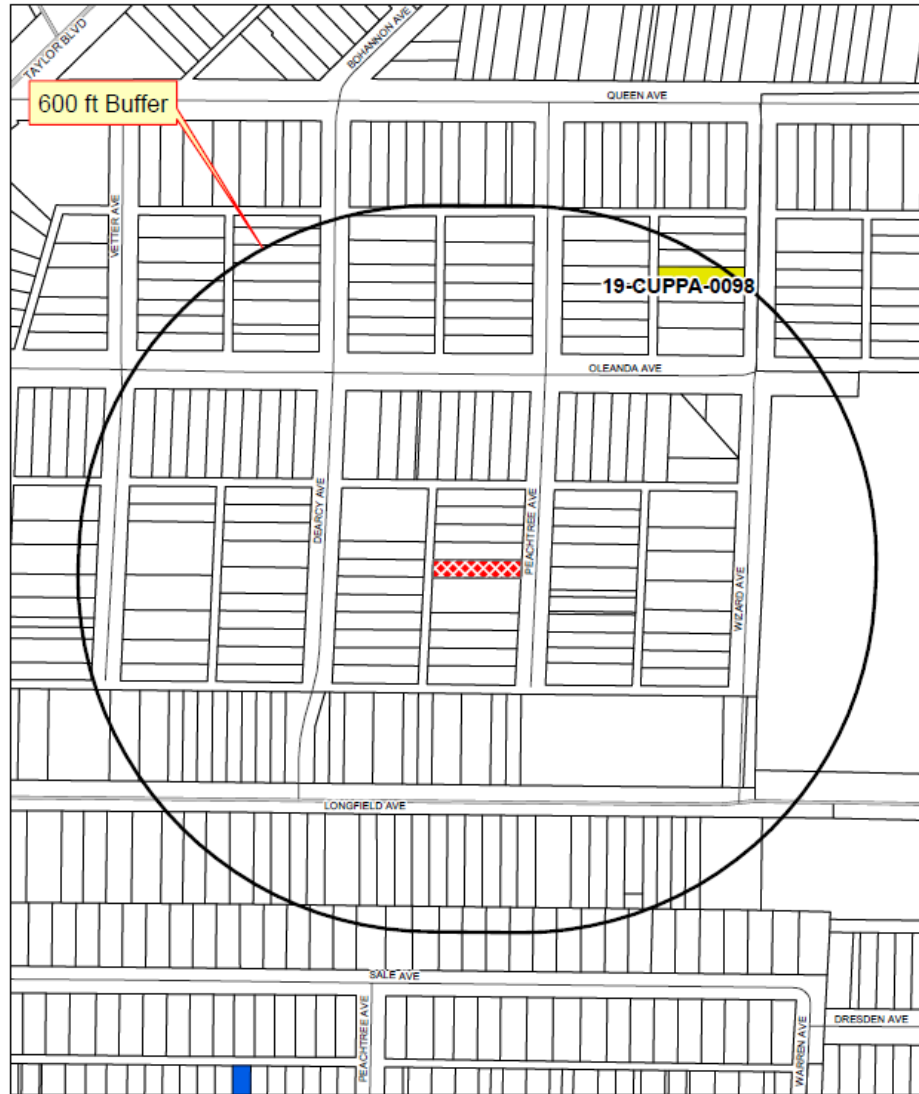 TAYLOR BLVD
BOHANNON AVE
QUEEN AVE
600 ft Buffer
VETTER AVE
19-CUPPA-0098
OLEANDA AVE
DEARCY AVE
PEACHTREE AVE
WIZARD AVE
LONGFIELD AVE
SALE AVE
PEACHTREE AVE
WARREN AVE
DRESDEN AVE